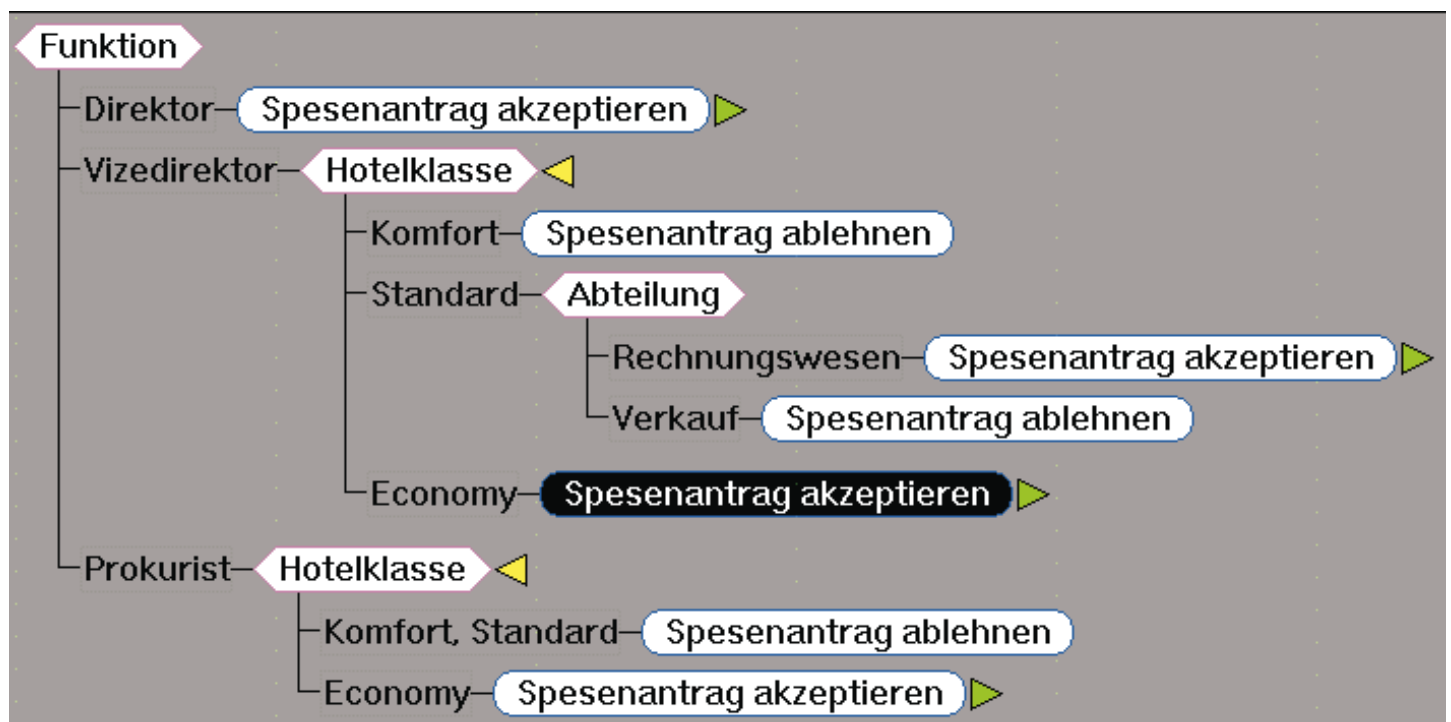 Funktion
Direktor Spesenantrag akzeptieren
Vizedirektor Hotelklasse
Komfort Spesenantrag ablehnen
Standard Abteilung
Rechnungswesen Spesenantrag akzeptieren
Verkauf Spesenantrag ablehnen
Economy Spesenantrag akzeptieren
Prokurist Hotelklasse
Komfort, Standard Spesenantrag ablehnen
Economy Spesenantrag akzeptieren